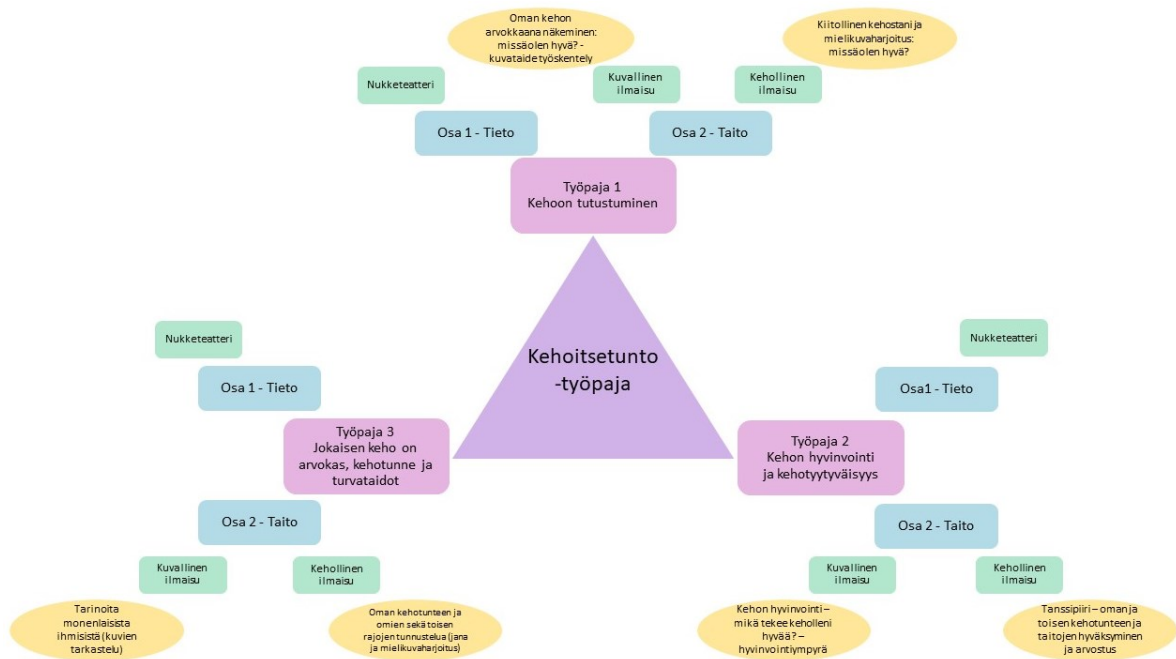 Oman kehon
arvokkaana näkeminen:
missä olen hyvä? -
kuvataidetyöskentely
Kiitollinen kehostani ja
mielikuvaharjoitus:
missä olen hyvä?
Nukketeatteri
Kuvallinen
ilmaisu
Kehollinen
ilmaisu
Osa 1 - Tieto
Osa 2 - Taito
Työpaja 1
Kehoon tutustuminen
Kehoitsetunto
-työpaja
Nukketeatteri
Osa 1 - Tieto
Työpaja 3
Jokaisen keho on
arvokas, kehotunne ja
turvataidot
Osa 2 - Taito
Kuvallinen
ilmaisu
Kehollinen
ilmaisu
Tarinoita
monenlaisista
ihmisistä (kuvien
tarkastelu)
Oman kehotunteen ja
omien sekä toisen
rajojen tunnustelua (jana
ja mielikuvaharjoitus)
Nukketeatteri
Osa1 - Tieto
Työpaja 2
Kehon hyvinvointi
ja kehotyytyväisyys
Osa 2 - Taito
Kuvallinen
ilmaisu
Kehollinen
ilmaisu
Kehon hyvinvointi –
mikä tekee keholleni
hyvää? –
hyvinvointiympyrä
Tanssipiiri – oman ja
toisen kehotunteen ja
taitojen hyväksyminen
ja arvostus